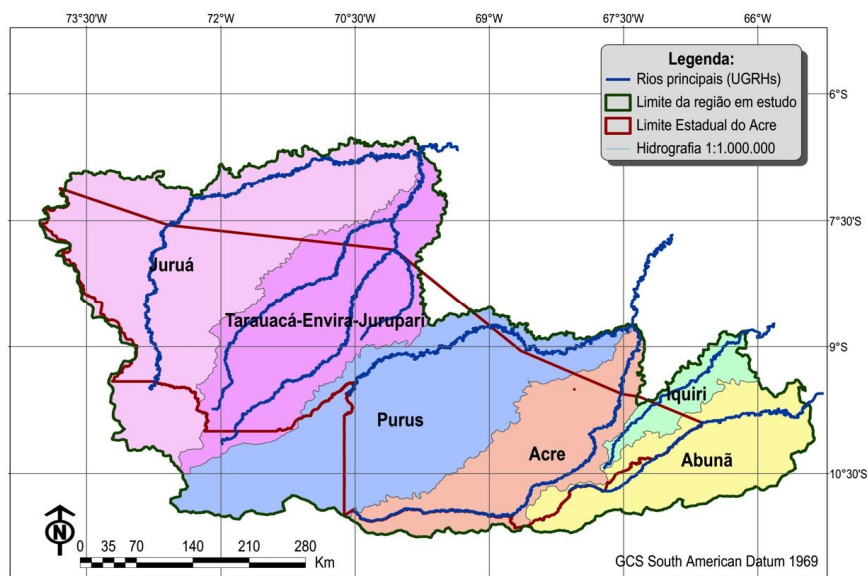 73'30'W 72'W 70'30'W 69'W 67'30'W 66'W
Legenda:
Rios principais (UGRHs)
Limite da região em estudo
Limite Estadual do Acre
Hidrografia 1:1.000.000
6'S
7'30'S
9'S
10'30'S
Juruá
Tarauacá-Envira-Jurupari
Purus
Acre
Iquiri
Abunã
N
0 35 70 140 210 280
Km
GCS South American Datum 1969